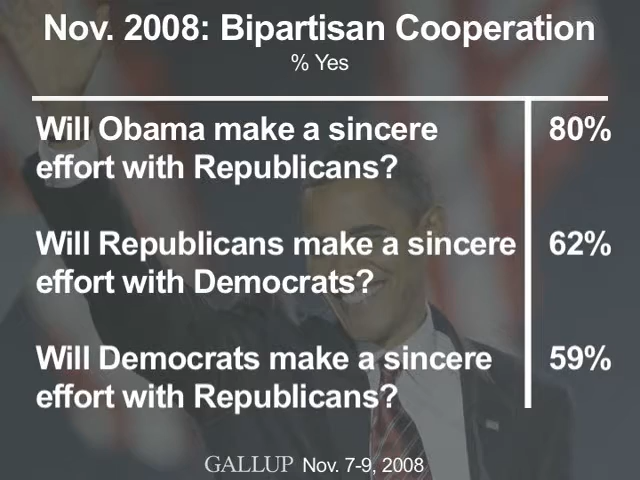 Nov. 2008: Bipartisan Cooperation
% Yes
Will Obama make a sincere 80%
effort with Republicans?
Will Republicans make a sincere 62%
effort with Democrats?
Will Democrats make a sincere 59%
effort with Republicans?
GALLUP Nov. 7-9, 2008